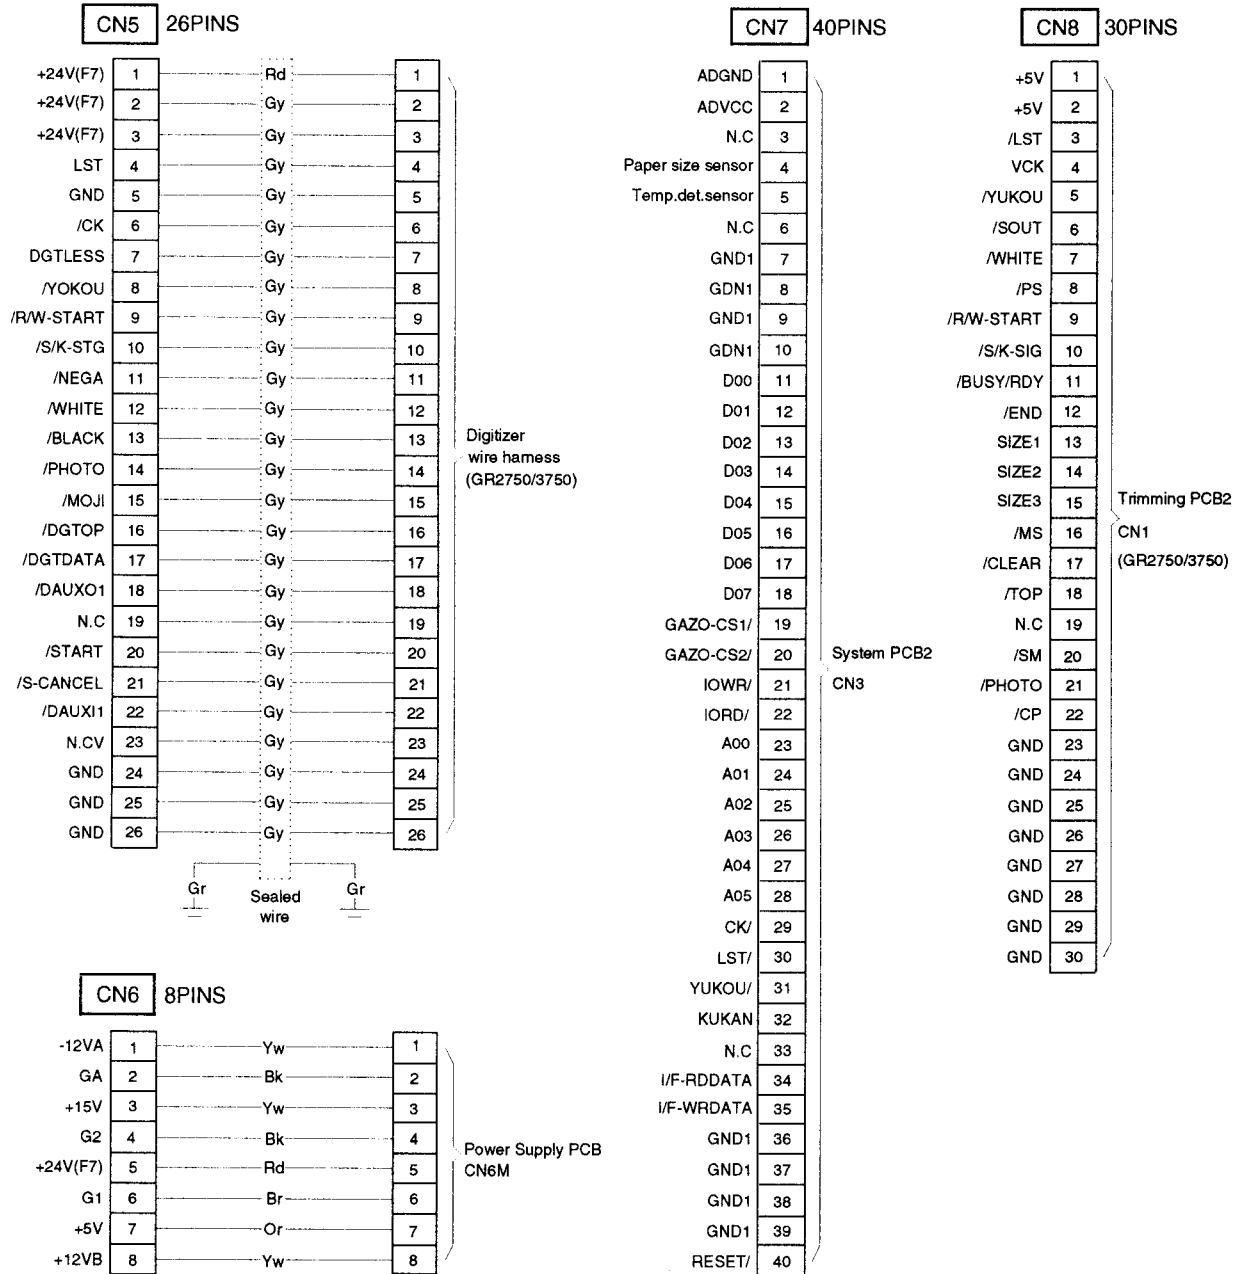 CN5 26PINS
+24V(F7) 1 Rd 1
+24V(F7) 2 Gy 2
+24V(F7) 3 Gy 3
LST 4 Gy 4
GND 5 Gy 5
/CK 6 Gy 6
DGTLESS 7 Gy 7
/YOKOU 8 Gy 8
/R/W-START 9 Gy 9
/S/K-STG 10 Gy 10
/NEGA 11 Gy 11
/WHITE 12 Gy 12
/BLACK 13 Gy 13
/PHOTO 14 Gy 14
/MOJI 15 Gy 15
/DGTOP 16 Gy 16
/DGTDATA 17 Gy 17
/DAUXO1 18 Gy 18
N.C 19 Gy 19
/START 20 Gy 20
/S-CANCEL 21 Gy 21
/DAUXI1 22 Gy 22
N.CV 23 Gy 23
GND 24 Gy 24
GND 25 Gy 25
GND 26 Gy 26
Digitizer
wire harness
(GR2750/3750)
Gr Sealed Gr
wire
CN6 8PINS
-12VA 1 Yw 1
GA 2 Bk 2
+15V 3 Yw 3
G2 4 Bk 4
+24V(F7) 5 Rd 5
G1 6 Br 6
+5V 7 Or 7
+12VB 8 Yw 8
Power Supply PCB
CN6M
CN7 40PINS
ADGND 1
ADVCC 2
N.C 3
Paper size sensor 4
Temp.det.sensor 5
N.C 6
GND1 7
GDN1 8
GND1 9
GDN1 10
D00 11
D01 12
D02 13
D03 14
D04 15
D05 16
D06 17
D07 18
GAZO-CS1/ 19
GAZO-CS2/ 20
IOWR/ 21
IORD/ 22
A00 23
A01 24
A02 25
A03 26
A04 27
A05 28
CK/ 29
LST/ 30
YUKOU/ 31
KUKAN 32
N.C 33
I/F-RDDATA 34
I/F-WRDATA 35
GND1 36
GND1 37
GND1 38
GND1 39
RESET/ 40
System PCB2
CN3
CN8 30PINS
+5V 1
+5V 2
/LST 3
VCK 4
/YUKOU 5
/SOUT 6
/WHITE 7
/PS 8
/R/W-START 9
/S/K-SIG 10
/BUSY/RDY 11
/END 12
SIZE1 13
SIZE2 14
SIZE3 15
/MS 16
/CLEAR 17
/TOP 18
N.C 19
/SM 20
/PHOTO 21
/CP 22
GND 23
GND 24
GND 25
GND 26
GND 27
GND 28
GND 29
GND 30
Trimming PCB2
CN1
(GR2750/3750)